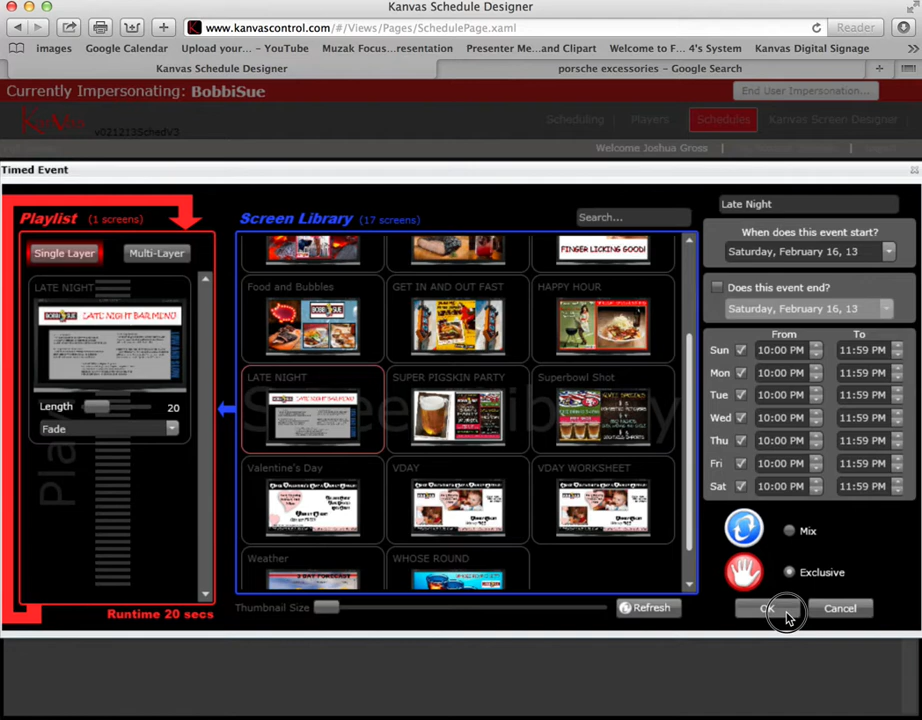 Kanvas Schedule Designer
www.kanvascontrol.com/#/Views/Pages/SchedulePage.xaml
Reader
images Google Calendar Upload your... – YouTube Muzak Focus...resentation Presenter Me...and Clipart Welcome to F... 4's System Kanvas Digital Signage
Kanvas Schedule Designer
porsche excessories – Google Search
Currently Impersonating: BobbiSue
End User Impersonation...
KanVas
v021213SchedV3
Scheduling Players Schedules Kanvas Screen Designer
Welcome Joshua Gross
Timed Event
Playlist (1 screens)
Single Layer Multi-Layer
LATE NIGHT
BOBBI SUE LATE NIGHT BAR MENU
Length 20
Fade
Runtime 20 secs
Screen Library (17 screens)
Search...
FINGER LICKING GOOD!
Food and Bubbles GET IN AND OUT FAST HAPPY HOUR
LATE NIGHT SUPER PIGSKIN PARTY Superbowl Shot
Valentine's Day VDAY VDAY WORKSHEET
Weather WHOSE ROUND
Thumbnail Size
Refresh
Late Night
When does this event start?
Saturday, February 16, 13
Does this event end?
Saturday, February 16, 13
From To
Sun 10:00 PM 11:59 PM
Mon 10:00 PM 11:59 PM
Tue 10:00 PM 11:59 PM
Wed 10:00 PM 11:59 PM
Thu 10:00 PM 11:59 PM
Fri 10:00 PM 11:59 PM
Sat 10:00 PM 11:59 PM
Mix
Exclusive
OK Cancel